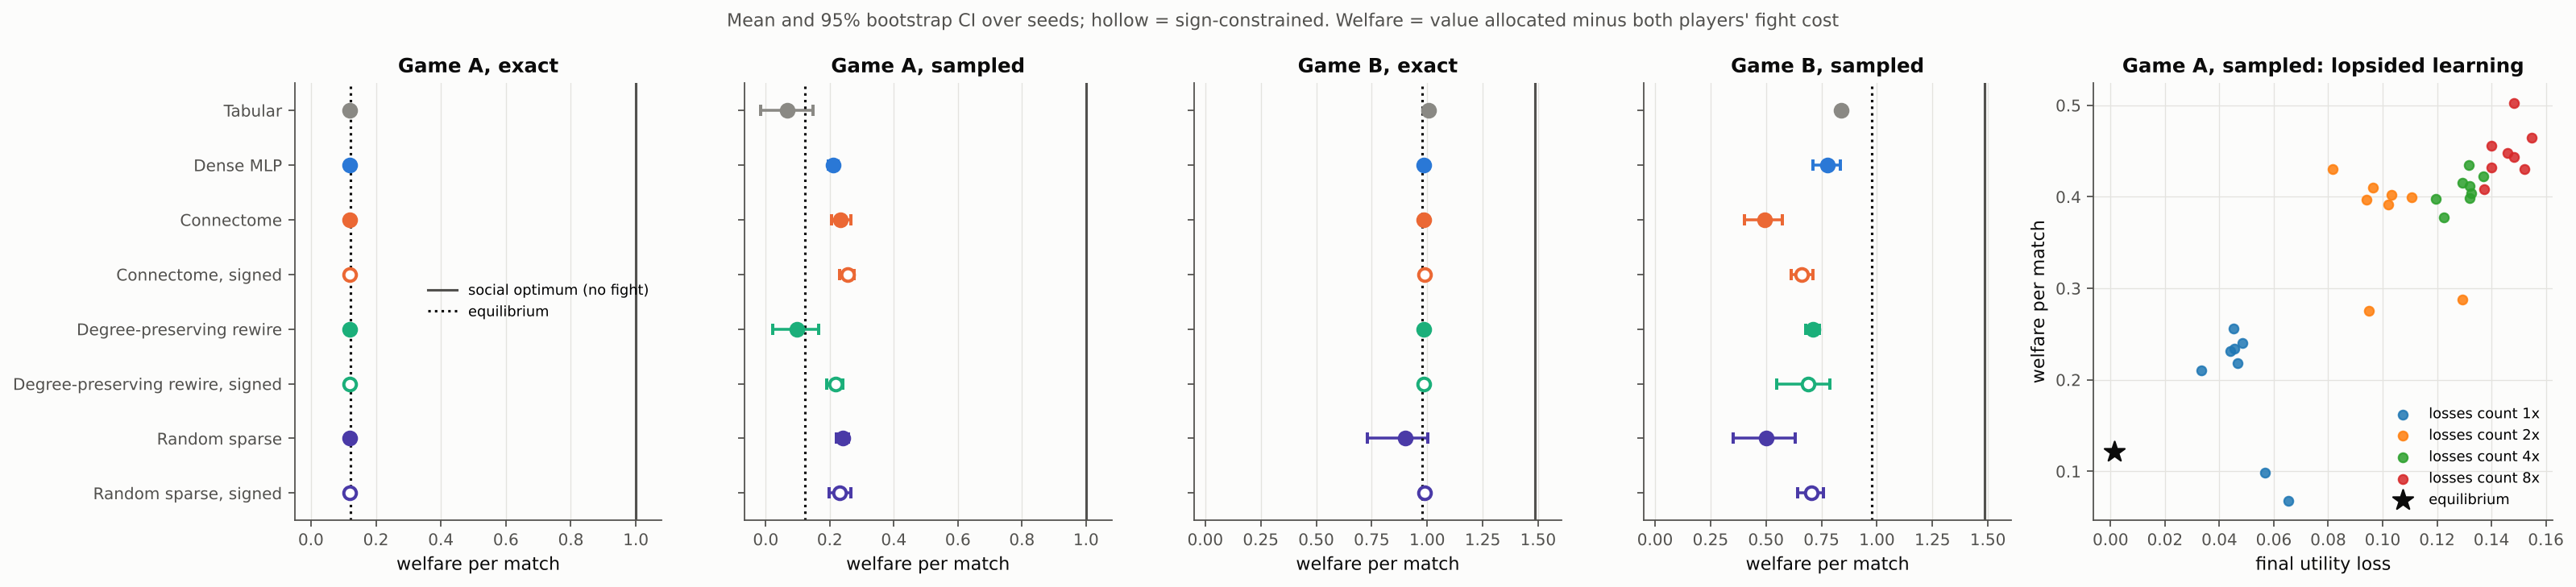 Mean and 95% bootstrap CI over seeds; hollow = sign-constrained. Welfare = value allocated minus both players' fight cost
Game A, exact
Tabular
Dense MLP
Connectome
Connectome, signed
Degree-preserving rewire
Degree-preserving rewire, signed
Random sparse
Random sparse, signed
social optimum (no fight)
equilibrium
0.0 0.2 0.4 0.6 0.8 1.0
welfare per match
Game A, sampled
0.0 0.2 0.4 0.6 0.8 1.0
welfare per match
Game B, exact
0.00 0.25 0.50 0.75 1.00 1.25 1.50
welfare per match
Game B, sampled
0.00 0.25 0.50 0.75 1.00 1.25 1.50
welfare per match
Game A, sampled: lopsided learning
welfare per match
0.5
0.4
0.3
0.2
0.1
losses count 1x
losses count 2x
losses count 4x
losses count 8x
equilibrium
0.00 0.02 0.04 0.06 0.08 0.10 0.12 0.14 0.16
final utility loss